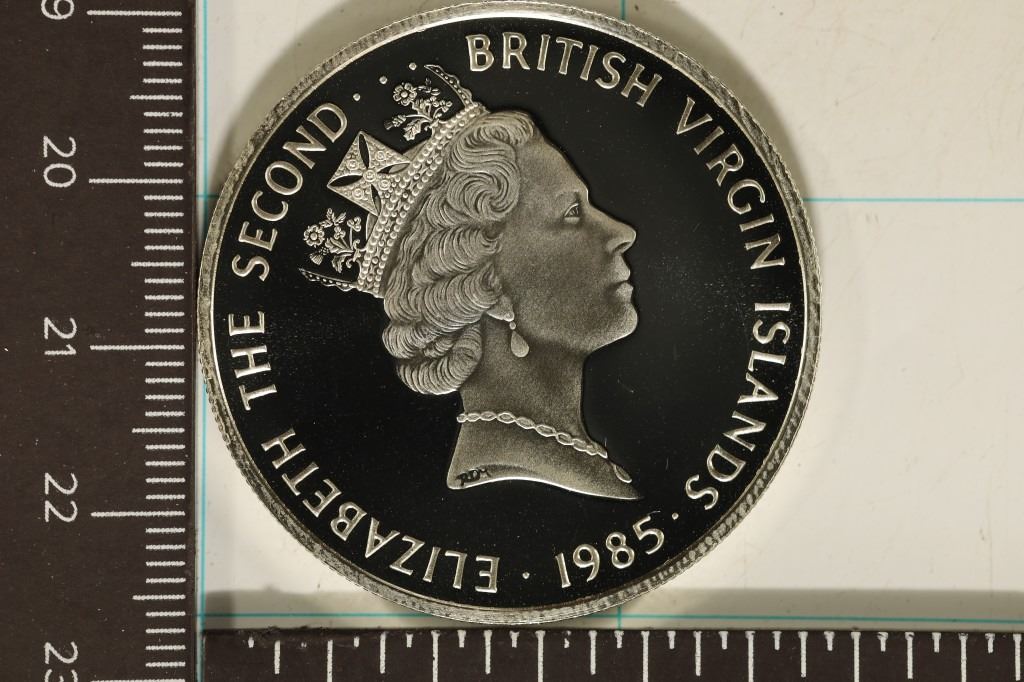 BRITISH VIRGIN ISLANDS · 1985 · ELIZABETH THE SECOND ·
RDM
19
20
21
22
23